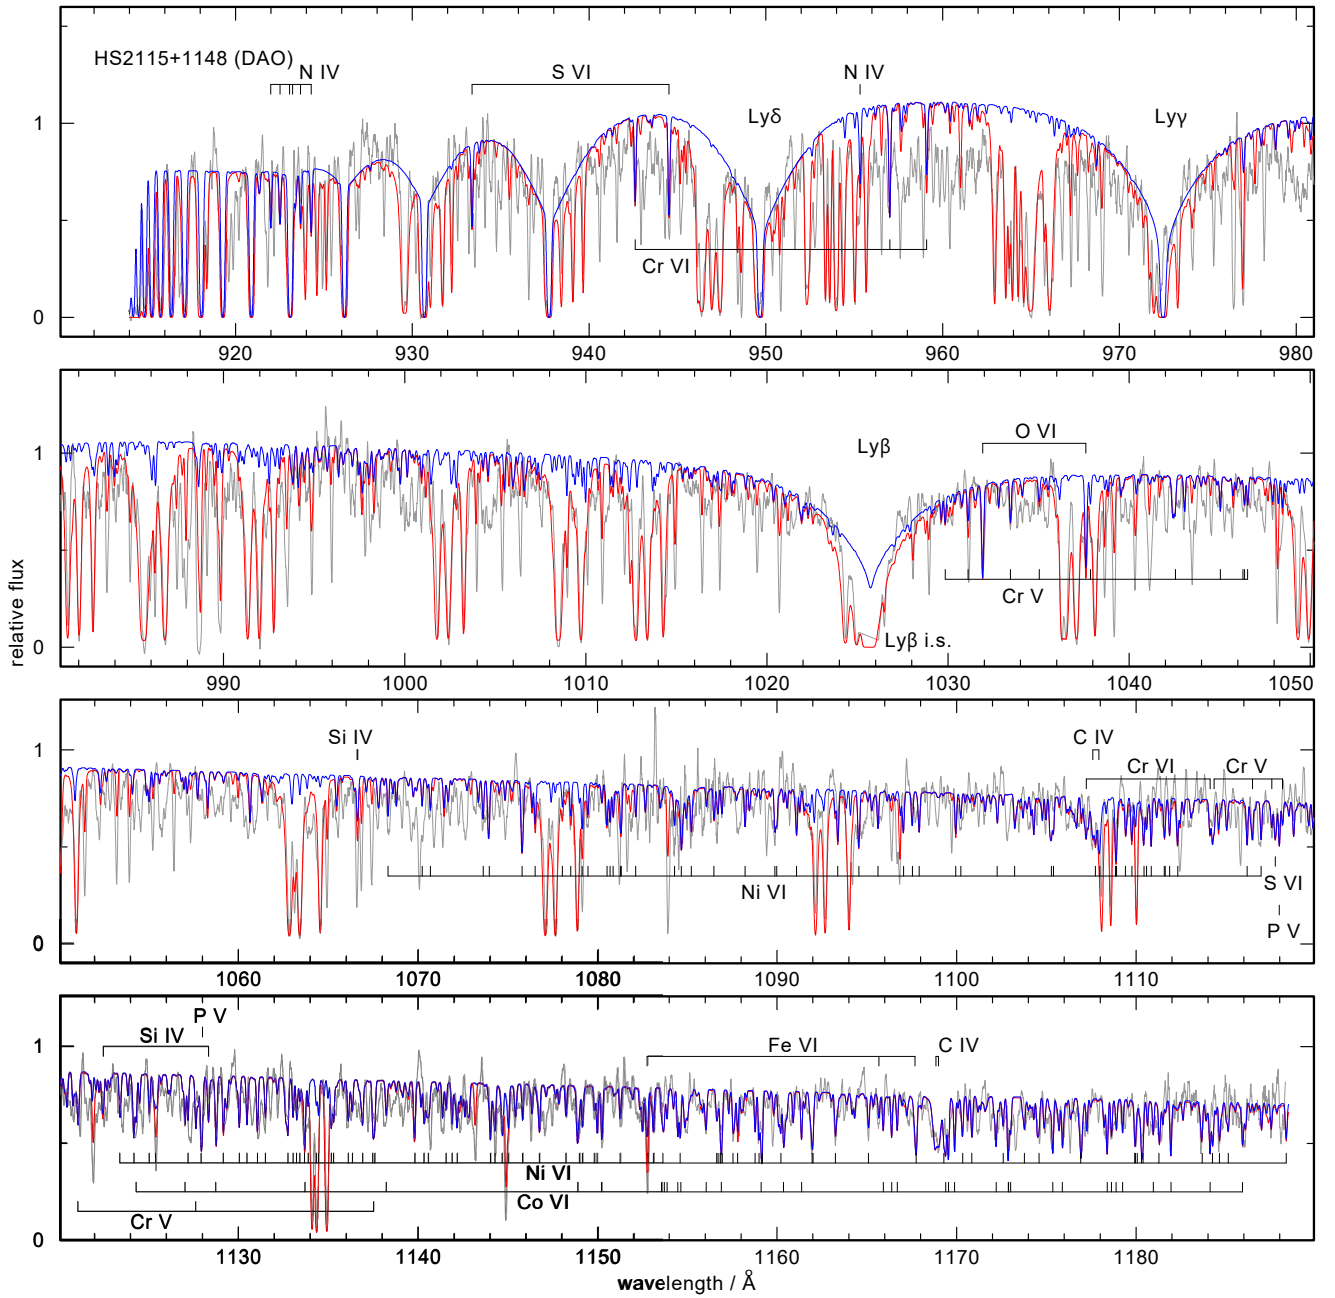 HS2115+1148 (DAO)
N IV
S VI
N IV
Lyδ
Lyγ
1
Cr VI
0
920 930 940 950 960 970 980
Lyβ
O VI
1
Cr V
0
Lyβ i.s.
990 1000 1010 1020 1030 1040 1050
relative flux
Si IV
C IV
1
Cr VI
Cr V
Ni VI
S VI
P V
0
1060 1070 1080 1090 1100 1110
P V
Si IV
Fe VI
C IV
1
Ni VI
Co VI
Cr V
0
1130 1140 1150 1160 1170 1180
wavelength / Å